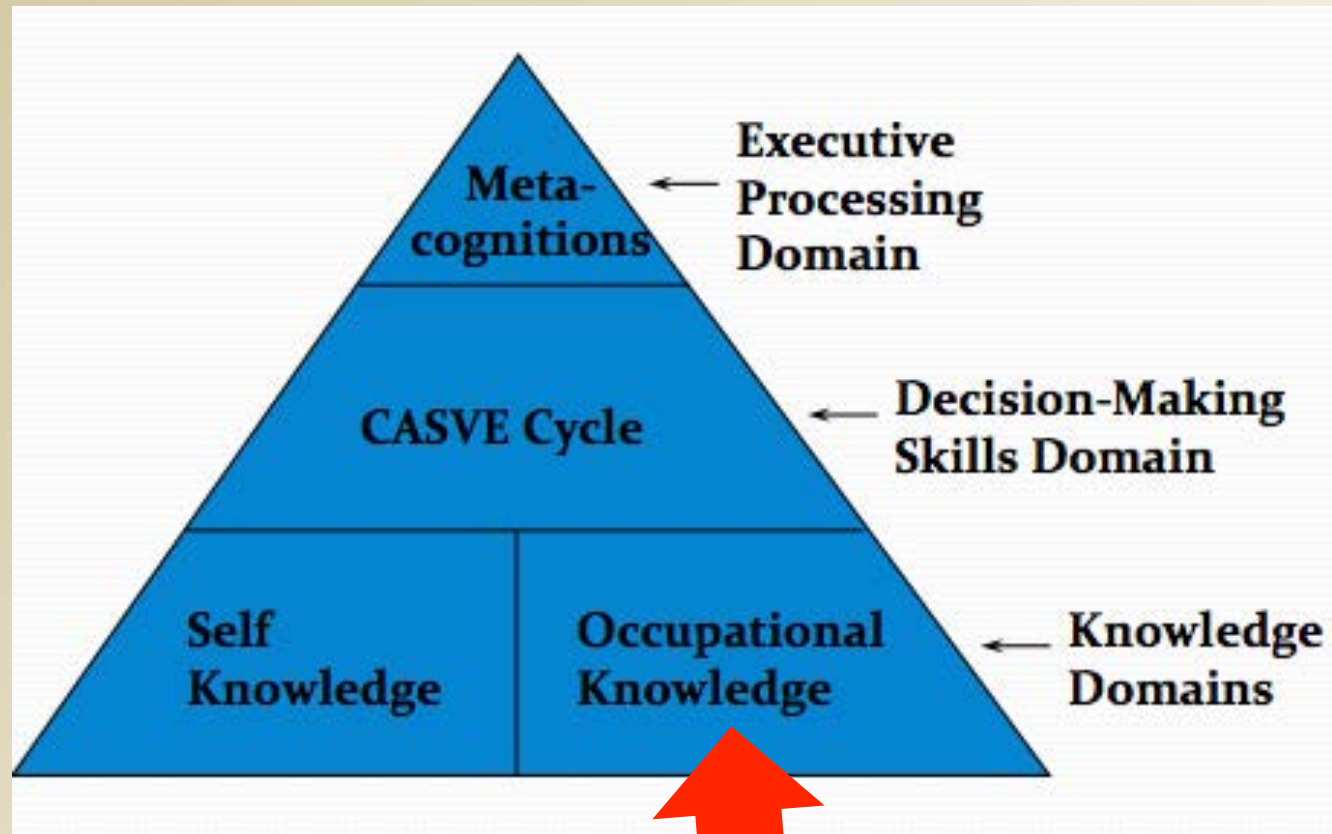 Meta-
cognitions
Executive
Processing
Domain
CASVE Cycle
Decision-Making
Skills Domain
Self
Knowledge
Occupational
Knowledge
Knowledge
Domains